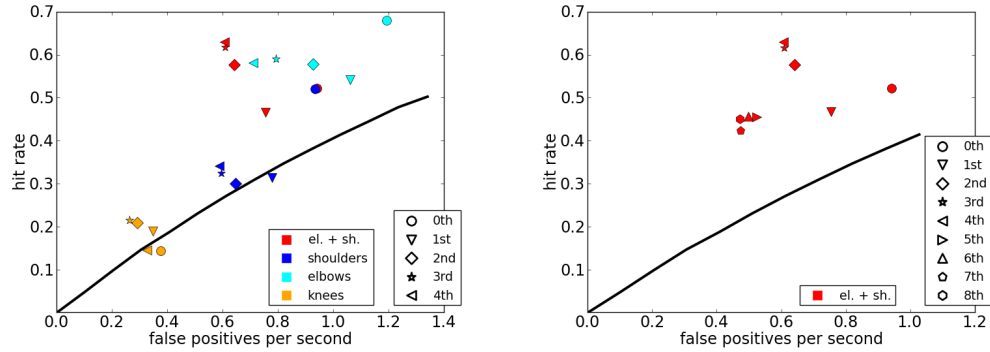 0.7
0.6
0.5
0.4
0.3
0.2
0.1
hit rate
0.0 0.2 0.4 0.6 0.8 1.0 1.2 1.4
false positives per second
el. + sh.
shoulders
elbows
knees
0th
1st
2nd
3rd
4th
0.7
0.6
0.5
0.4
0.3
0.2
0.1
hit rate
0.0 0.2 0.4 0.6 0.8 1.0 1.2
false positives per second
el. + sh.
0th
1st
2nd
3rd
4th
5th
6th
7th
8th